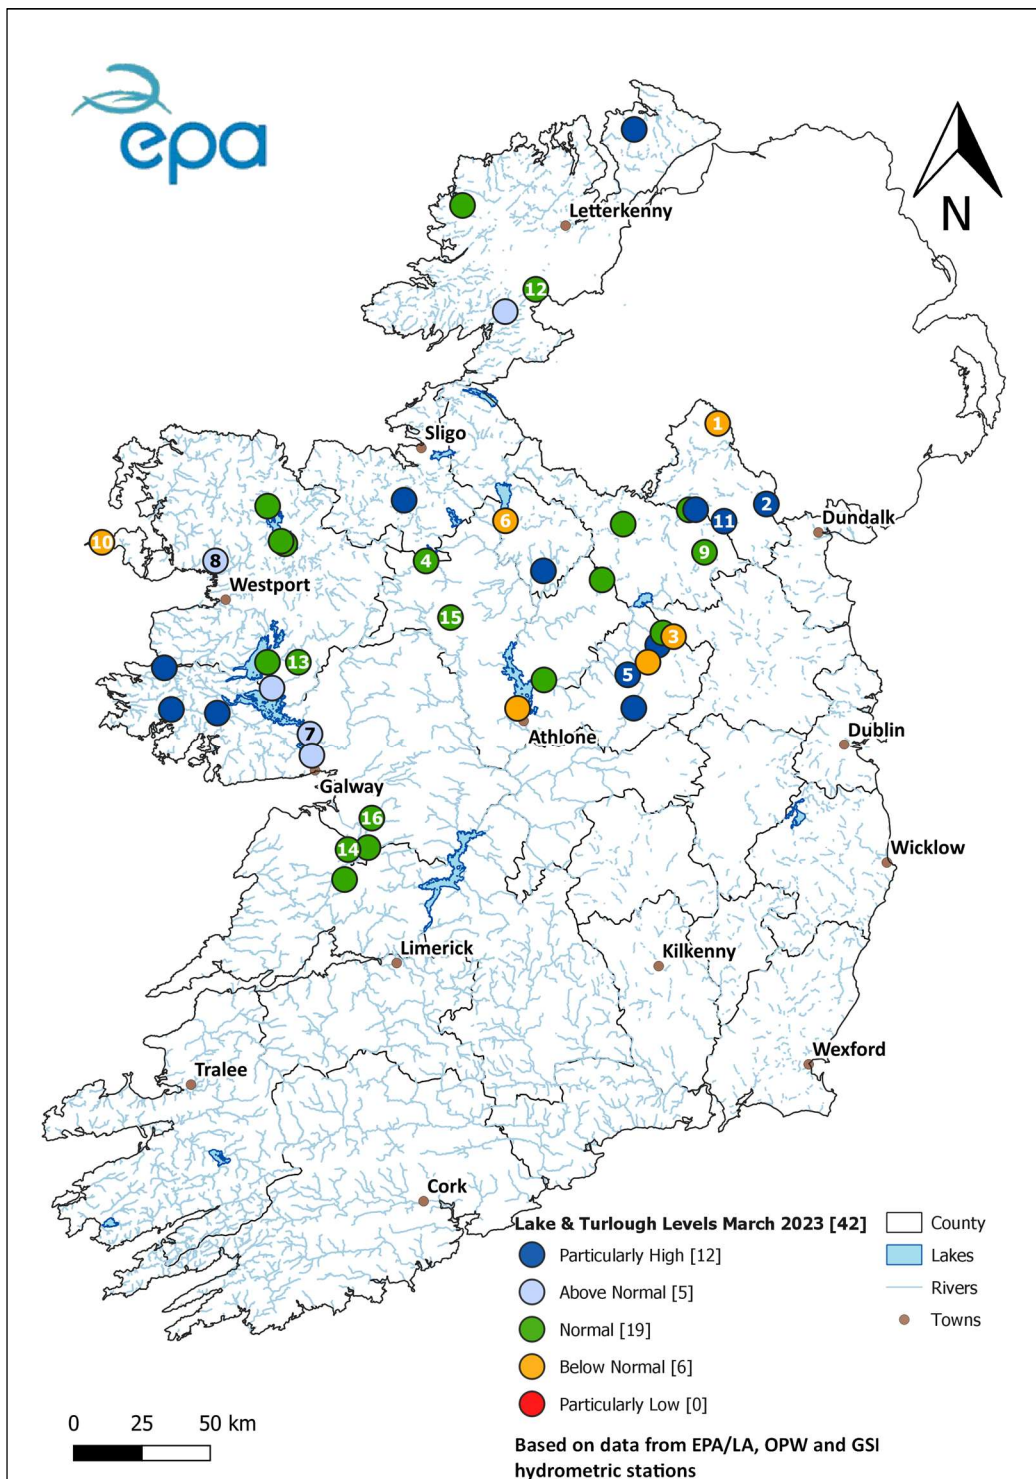 epa
N
Letterkenny
12
1
Sligo
2
6
11
Dundalk
10
9
8
4
Westport
15
3
13
5
7
Athlone
Dublin
Galway
16
14
Wicklow
Limerick
Kilkenny
Wexford
Tralee
Cork
Lake & Turlough Levels March 2023 [42]
Particularly High [12]
Above Normal [5]
Normal [19]
Below Normal [6]
Particularly Low [0]
County
Lakes
Rivers
Towns
0 25 50 km
Based on data from EPA/LA, OPW and GSI
hydrometric stations